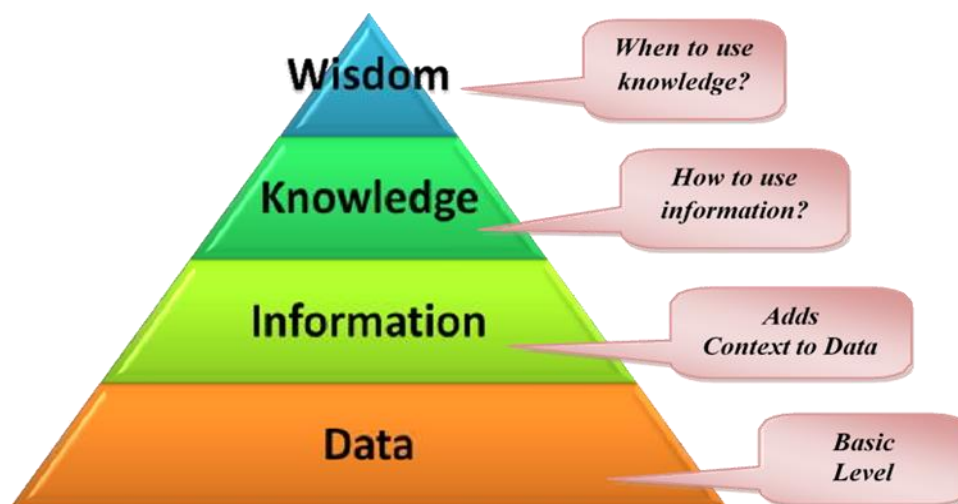 Wisdom
When to use
knowledge?
Knowledge
How to use
information?
Information
Adds
Context to Data
Data
Basic
Level